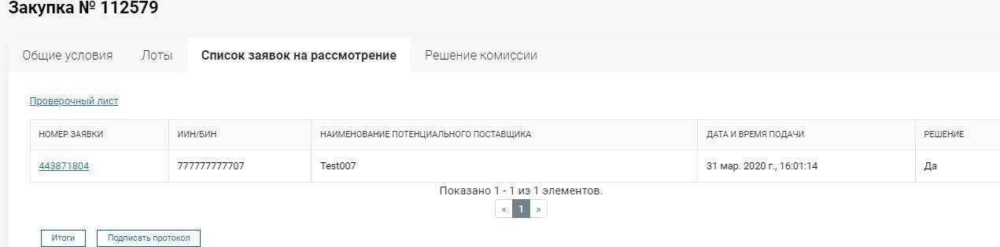 Закупка № 112579
Общие условия Лоты Список заявок на рассмотрение Решение комиссии
Проверочный лист
НОМЕР ЗАЯВКИ ИИН/БИН НАИМЕНОВАНИЕ ПОТЕНЦИАЛЬНОГО ПОСТАВЩИКА ДАТА И ВРЕМЯ ПОДАЧИ РЕШЕНИЕ
443871804 777777777707 Test007 31 мар. 2020 г., 16:01:14 Да
Показано 1 - 1 из 1 элементов.
« 1 »
Итоги Подписать протокол